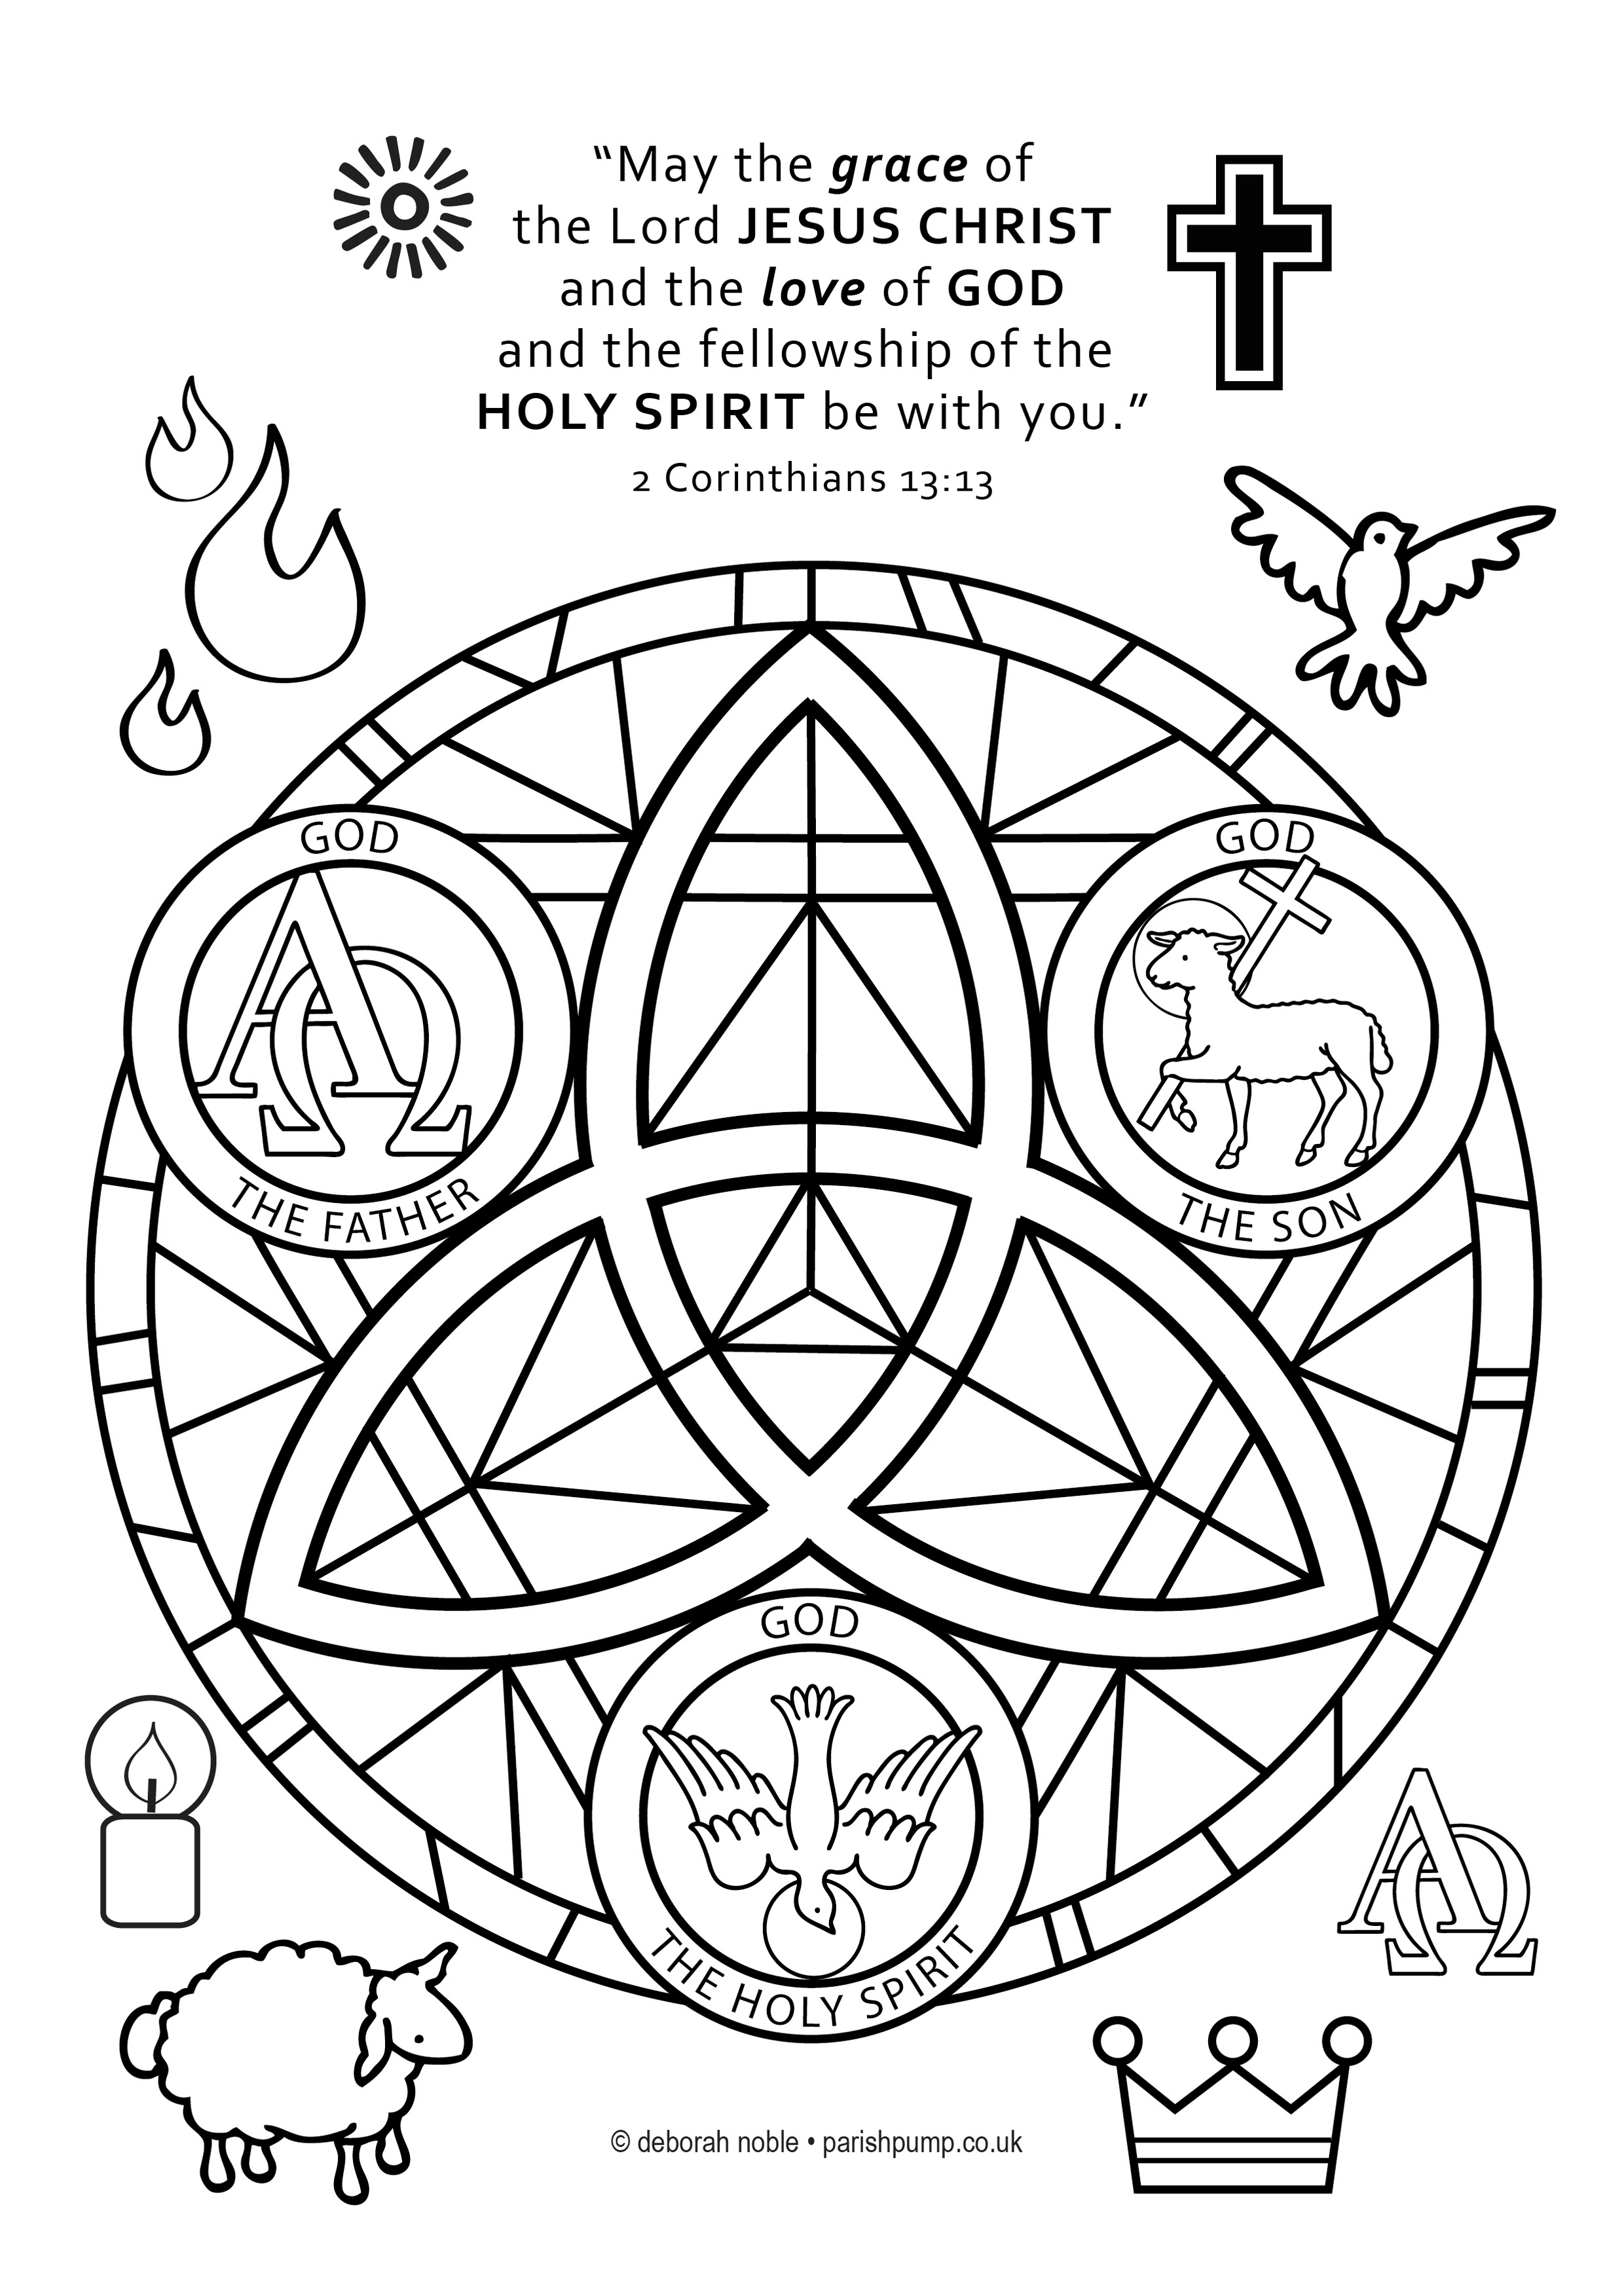 “May the grace of
the Lord JESUS CHRIST
and the love of GOD
and the fellowship of the
HOLY SPIRIT be with you.”
2 Corinthians 13:13
GOD
ΑΩ
THE FATHER
GOD
THE SON
GOD
THE HOLY SPIRIT
ΑΩ
© deborah noble • parishpump.co.uk